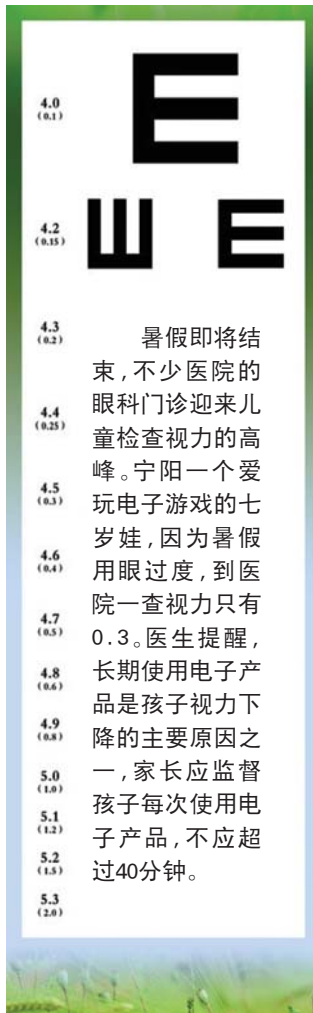 4.0
(0.1)
4.2
(0.15)
4.3
(0.2)
4.4
(0.25)
4.5
(0.3)
4.6
(0.4)
4.7
(0.5)
4.8
(0.6)
4.9
(0.8)
5.0
(1.0)
5.1
(1.2)
5.2
(1.5)
5.3
(2.0)
E
Ш E
暑假即将结
束,不少医院的
眼科门诊迎来儿
童检查视力的高
峰。宁阳一个爱
玩电子游戏的七
岁娃,因为暑假
用眼过度,到医
院一查视力只有
0.3。医生提醒,
长期使用电子产
品是孩子视力下
降的主要原因之
一,家长应监督
孩子每次使用电
子产品,不应超
过40分钟。